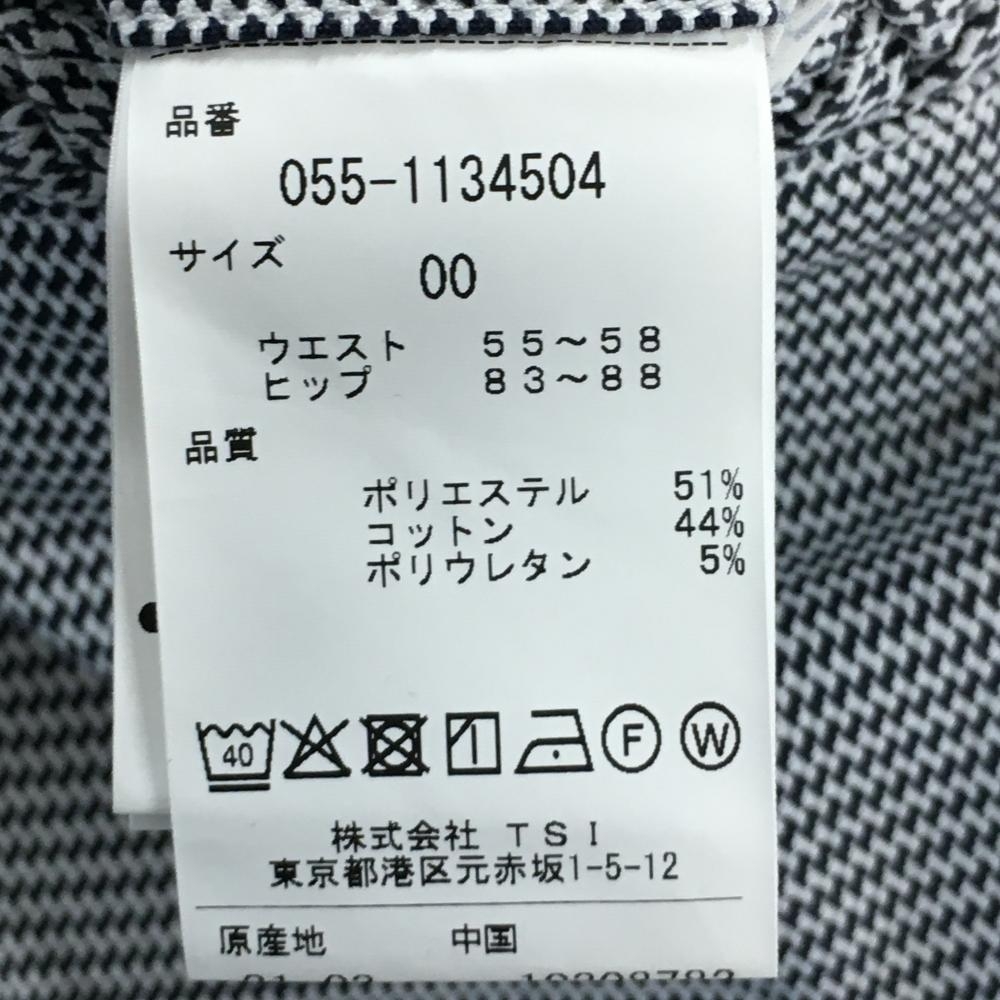 品番
055-1134504
サイズ
00
ウエスト 55~58
ヒップ 83~88
品質
ポリエステル 51%
コットン 44%
ポリウレタン 5%
40 F W
株式会社 TSI
東京都港区元赤坂1-5-12
原産地 中国